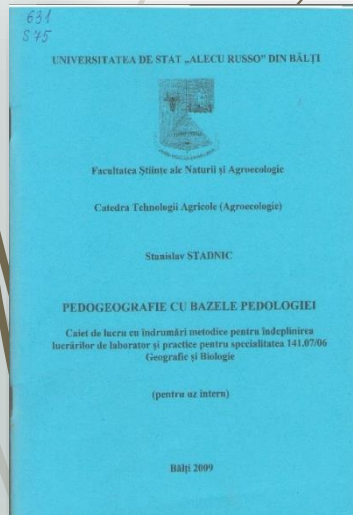 631
S75
UNIVERSITATEA DE STAT „ALECU RUSSO” DIN BĂLŢI
Facultatea Ştiinţe ale Naturii şi Agroecologie
Catedra Tehnologii Agricole (Agroecologie)
Stanislav STADNIC
PEDOGEOGRAFIE CU BAZELE PEDOLOGIEI
Caiet de lucru cu îndrumări metodice pentru îndeplinirea
lucrărilor de laborator şi practice pentru specialitatea 141.07/06
Geografie şi Biologie
(pentru uz intern)
Bălţi 2009